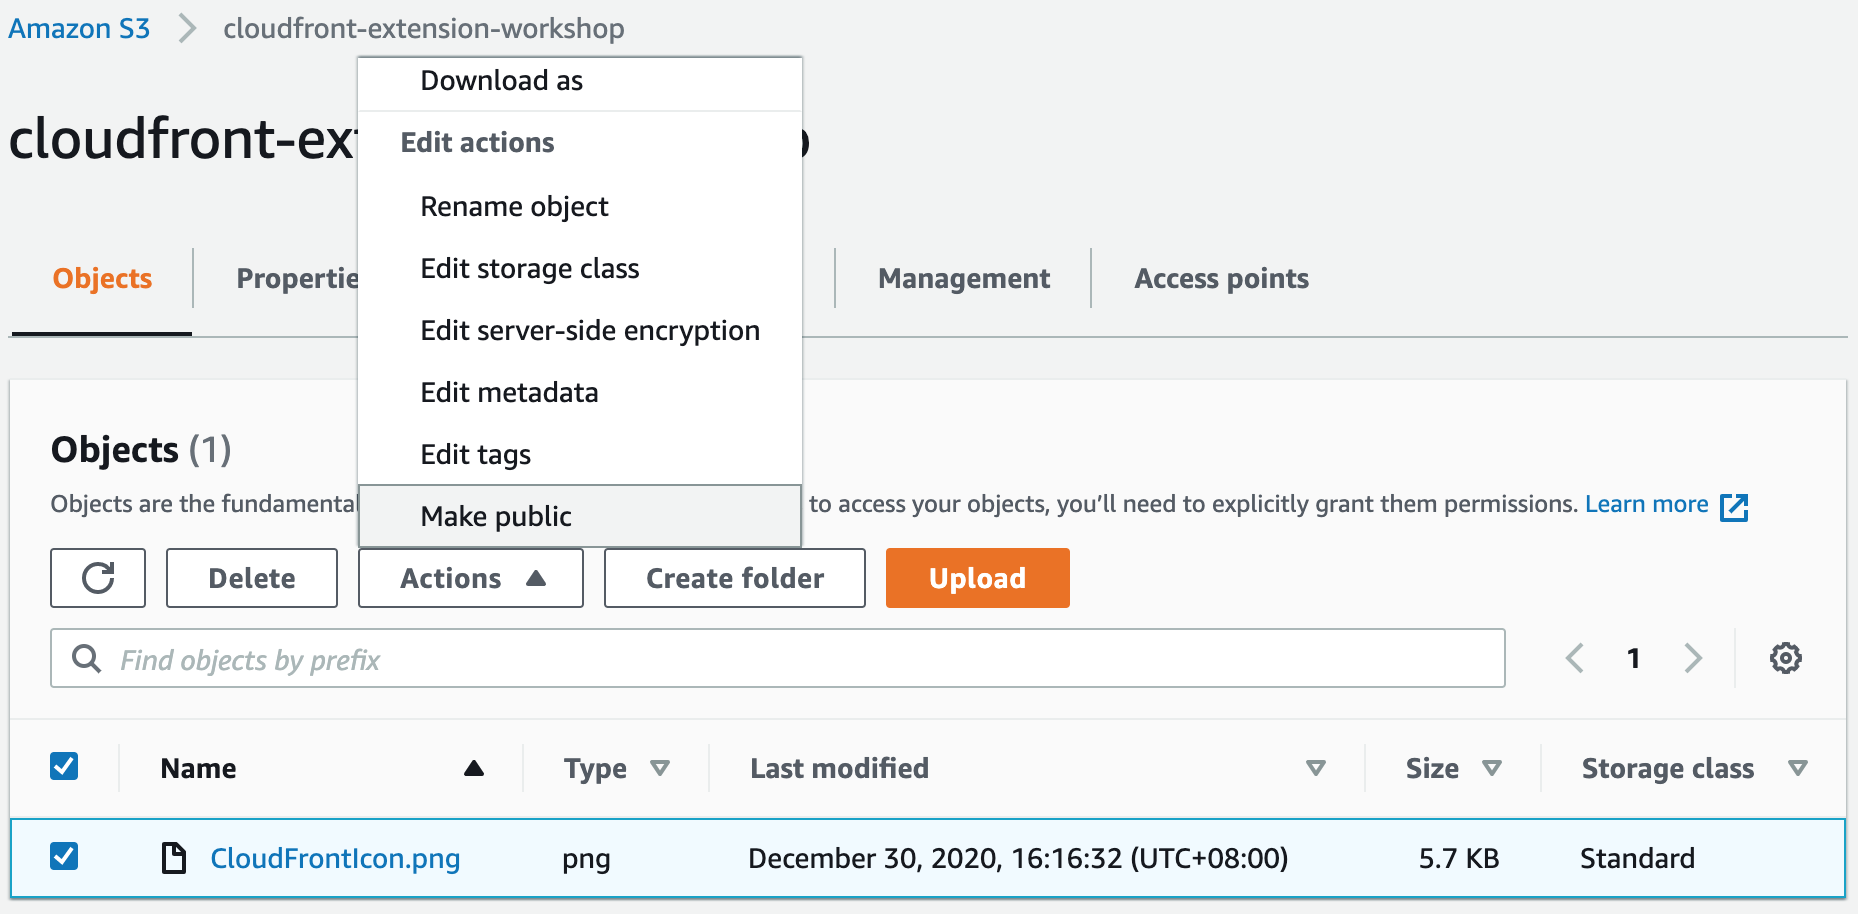 Amazon S3 cloudfront-extension-workshop
Download as
cloudfront-ex
Edit actions
Rename object
Objects Propertie Management Access points
Edit storage class
Edit server-side encryption
Edit metadata
Objects (1)
Edit tags
Objects are the fundamental to access your objects, you’ll need to explicitly grant them permissions. Learn more
Make public
Delete Actions Create folder Upload
Find objects by prefix 1
Name Type Last modified Size Storage class
CloudFrontIcon.png png December 30, 2020, 16:16:32 (UTC+08:00) 5.7 KB Standard